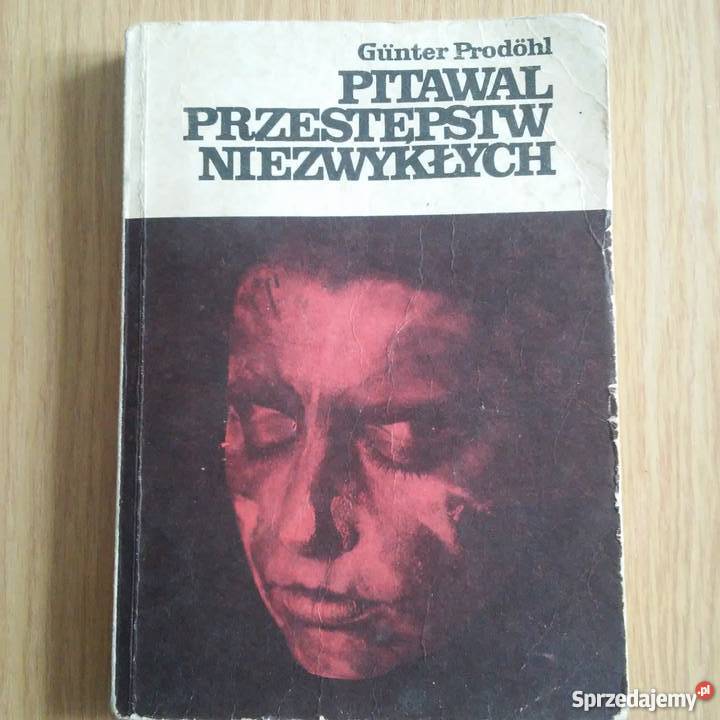 Günter Prodöhl
PITAWAL
PRZESTĘPSTW
NIEZWYKŁYCH
Sprzedajemy.pl